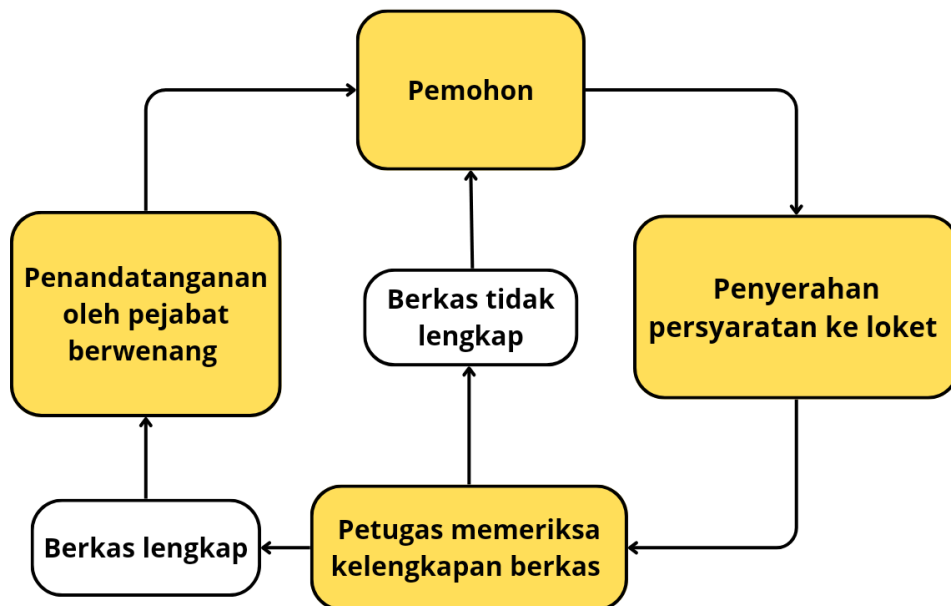 Pemohon
Penyerahan
persyaratan ke loket
Petugas memeriksa
kelengkapan berkas
Berkas tidak
lengkap
Berkas lengkap
Penandatanganan
oleh pejabat
berwenang